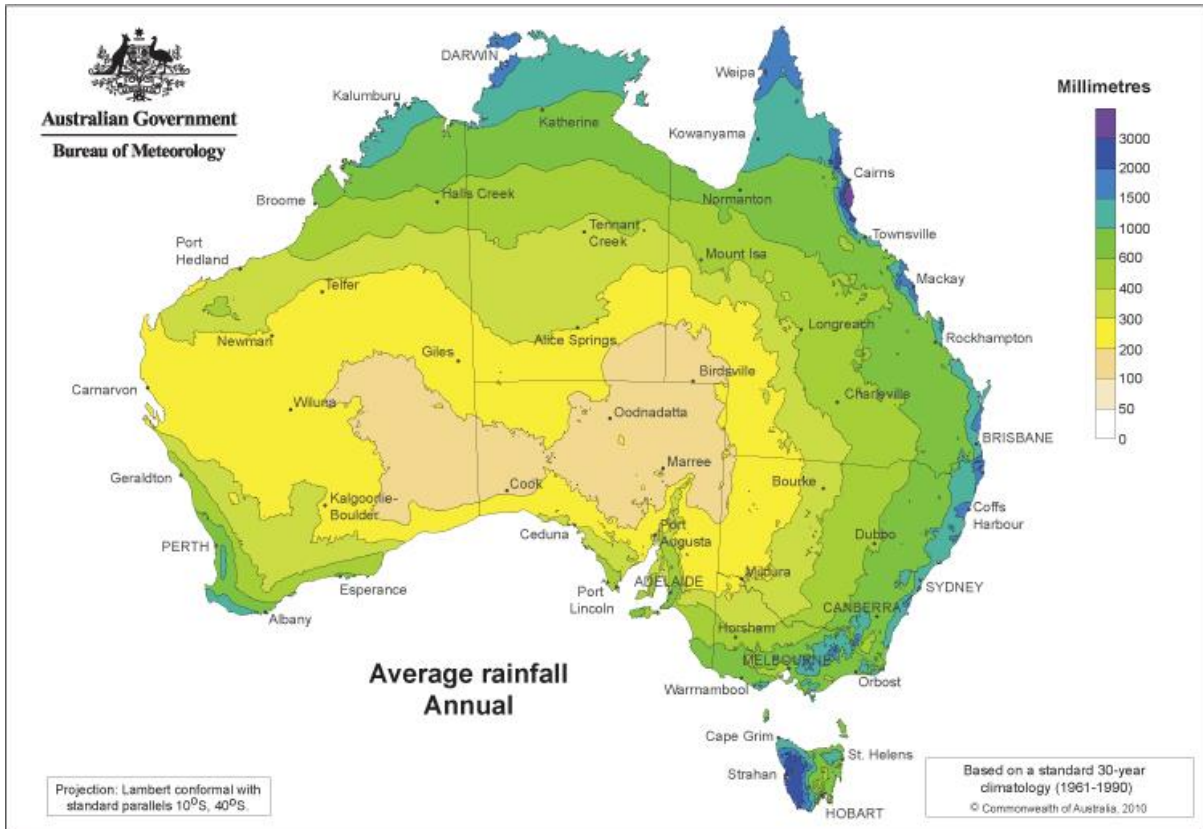 Australian Government
Bureau of Meteorology
DARWIN
Weipa
Millimetres
Kalumburu
Katherine
Kowanyama
3000
2000
1500
1000
600
400
300
200
100
50
0
Cairns
Broome
Halls Creek
Normanton
Port
Hedland
Tennant
Creek
Townsville
Mount Isa
Mackay
Telfer
Newman
Alice Springs
Longreach
Rockhampton
Giles
Carnarvon
Birdsville
Wiluna
Charleville
Oodnadatta
BRISBANE
Marree
Geraldton
Cook
Bourke
Kalgoorlie-
Boulder
Coffs
Harbour
Ceduna
Port
Augusta
Dubbo
PERTH
Mildura
ADELAIDE
SYDNEY
Esperance
Port
Lincoln
Albany
CANBERRA
Horsham
MELBOURNE
Orbost
Warrnambool
Average rainfall
Annual
Cape Grim
St. Helens
Strahan
HOBART
Projection: Lambert conformal with
standard parallels 10⁰S, 40⁰S.
Based on a standard 30-year
climatology (1961-1990)
© Commonwealth of Australia, 2010